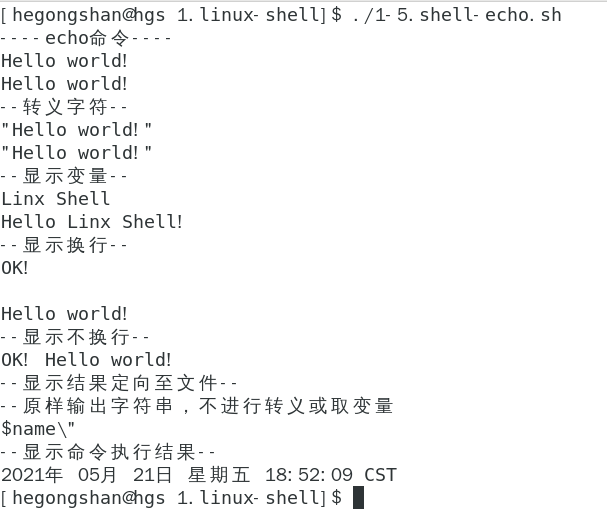 [hegongshan@hgs 1.linux-shell]$ ./1-5.shell-echo.sh
----echo命令----
Hello world!
Hello world!
--转义字符--
"Hello world!"
"Hello world!"
--显示变量--
Linx Shell
Hello Linx Shell!
--显示换行--
OK!

Hello world!
--显示不换行--
OK! Hello world!
--显示结果定向至文件--
--原样输出字符串，不进行转义或取变量
$name\"
--显示命令执行结果--
2021年 05月 21日 星期五 18:52:09 CST
[hegongshan@hgs 1.linux-shell]$